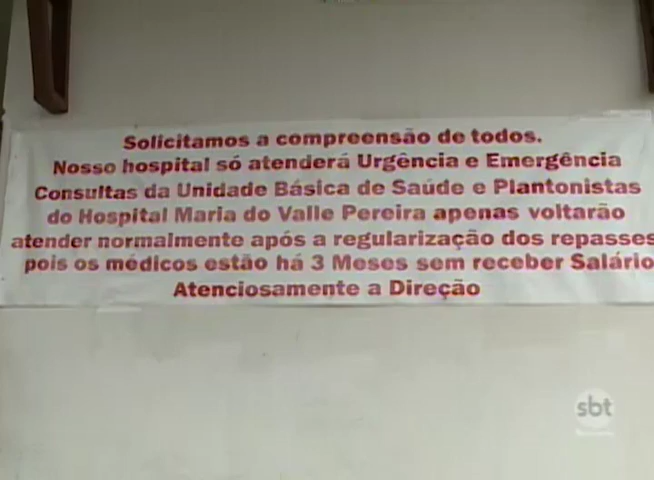 Solicitamos a compreensão de todos.
Nosso hospital só atenderá Urgência e Emergência
Consultas da Unidade Básica de Saúde e Plantonistas
do Hospital Maria do Valle Pereira apenas voltarão
atender normalmente após a regularização dos repasses
pois os médicos estão há 3 Meses sem receber Salário
Atenciosamente a Direção
sbt